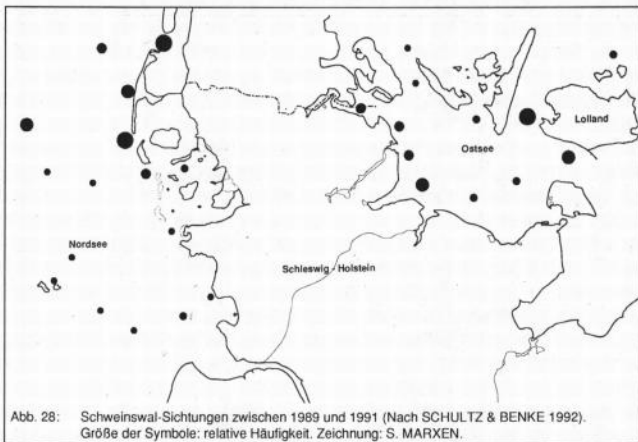 Lolland
Ostsee
Nordsee
Schleswig - Holstein
Abb. 28: Schweinswal-Sichtungen zwischen 1989 und 1991 (Nach SCHULTZ & BENKE 1992).
Größe der Symbole: relative Häufigkeit. Zeichnung: S. MARXEN.